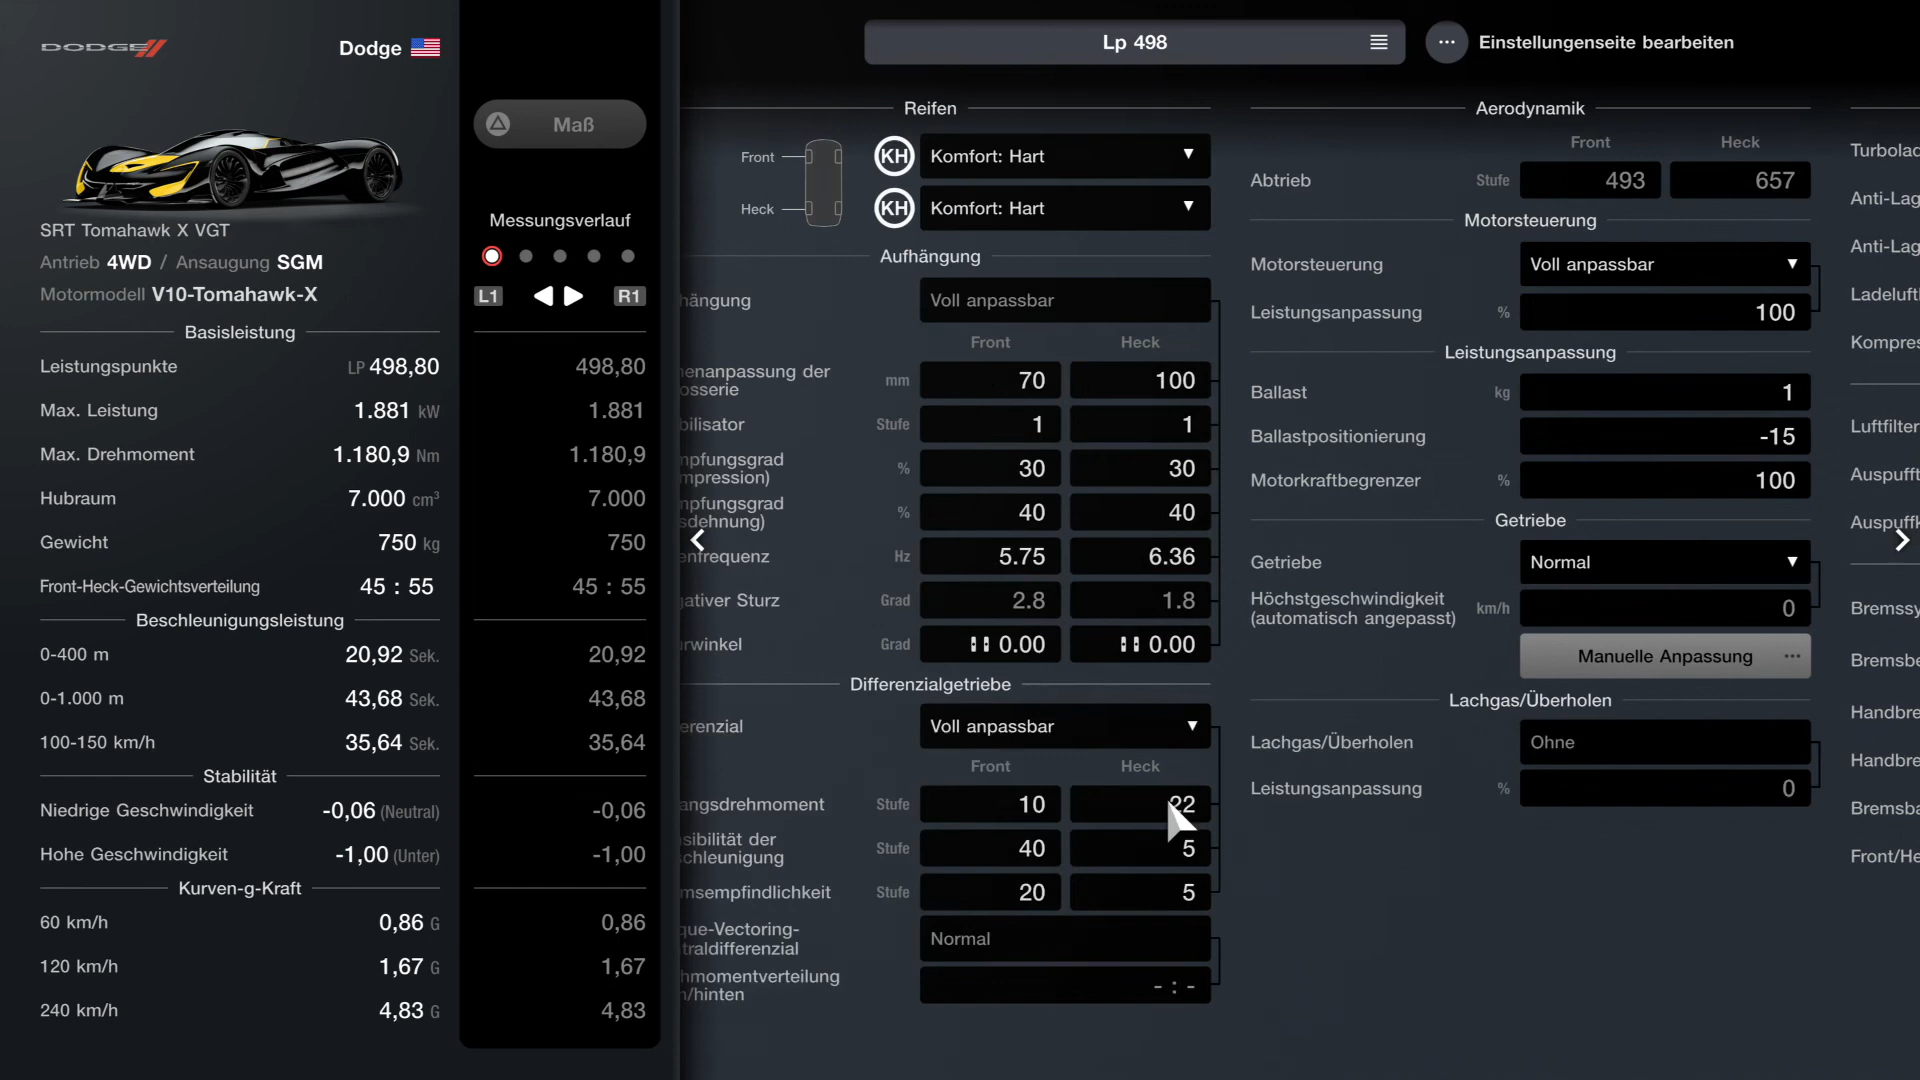 DODGE
Dodge
SRT Tomahawk X VGT
Antrieb 4WD / Ansaugung SGM
Motormodell V10-Tomahawk-X
Basisleistung
Leistungspunkte LP 498,80
Max. Leistung 1.881 kW
Max. Drehmoment 1.180,9 Nm
Hubraum 7.000 cm³
Gewicht 750 kg
Front-Heck-Gewichtsverteilung 45 : 55
Beschleunigungsleistung
0-400 m 20,92 Sek.
0-1.000 m 43,68 Sek.
100-150 km/h 35,64 Sek.
Stabilität
Niedrige Geschwindigkeit -0,06 (Neutral)
Hohe Geschwindigkeit -1,00 (Unter)
Kurven-g-Kraft
60 km/h 0,86 G
120 km/h 1,67 G
240 km/h 4,83 G
Maß
Messungsverlauf
L1 R1
498,80
1.881
1.180,9
7.000
750
45 : 55
20,92
43,68
35,64
-0,06
-1,00
0,86
1,67
4,83
Lp 498
Einstellungenseite bearbeiten
Reifen
Front KH Komfort: Hart
Heck KH Komfort: Hart
Aufhängung
hängung Voll anpassbar
Front Heck
enanpassung der
osserie mm 70 100
bilisator Stufe 1 1
mpfungsgrad
mpression) % 30 30
mpfungsgrad
sdehnung) % 40 40
enfrequenz Hz 5.75 6.36
gativer Sturz Grad 2.8 1.8
urwinkel Grad 0.00 0.00
Differenzialgetriebe
erenzial Voll anpassbar
Front Heck
angsdrehmoment Stufe 10 22
sibilität der
schleunigung Stufe 40 5
msempfindlichkeit Stufe 20 5
que-Vectoring-
traldifferenzial Normal
hmomentverteilung
n/hinten - : -
Aerodynamik
Front Heck
Abtrieb Stufe 493 657
Motorsteuerung
Motorsteuerung Voll anpassbar
Leistungsanpassung % 100
Leistungsanpassung
Ballast kg 1
Ballastpositionierung -15
Motorkraftbegrenzer % 100
Getriebe
Getriebe Normal
Höchstgeschwindigkeit
(automatisch angepasst) km/h 0
Manuelle Anpassung
Lachgas/Überholen
Lachgas/Überholen Ohne
Leistungsanpassung % 0
Turbolac
Anti-Lag
Anti-Lag
Ladeluft
Kompres
Luftfilter
Auspufft
Auspuffk
Bremssy
Bremsbe
Handbre
Handbre
Bremsba
Front/He